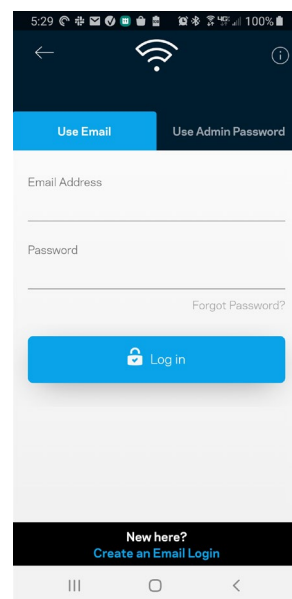 5:29 100%
Use Email Use Admin Password
Email Address
Password
Forgot Password?
Log in
New here?
Create an Email Login